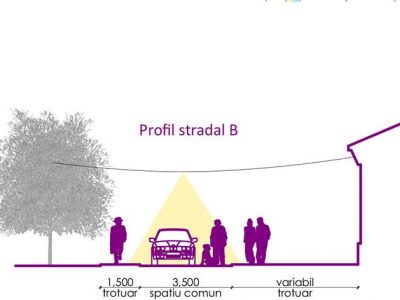 Profil stradal B
1,500 3,500 variabil
trotuar spatiu comun trotuar